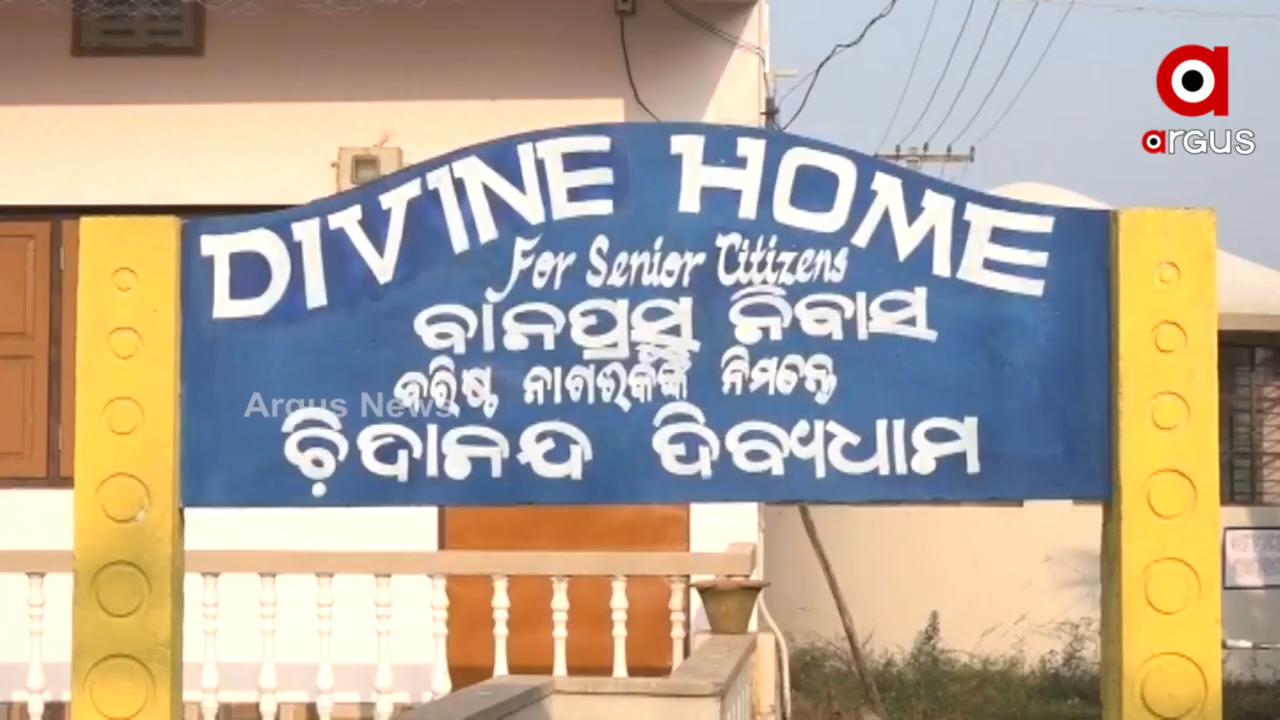 DIVINE HOME
For Senior Citizens
ବାନପ୍ରସ୍ଥ ନିବାସ
ବରିଷ୍ଠ ନାଗରିକଙ୍କ ନିମନ୍ତେ
ଚିଦାନନ୍ଦ ଦିବ୍ୟଧାମ
Argus News
argus